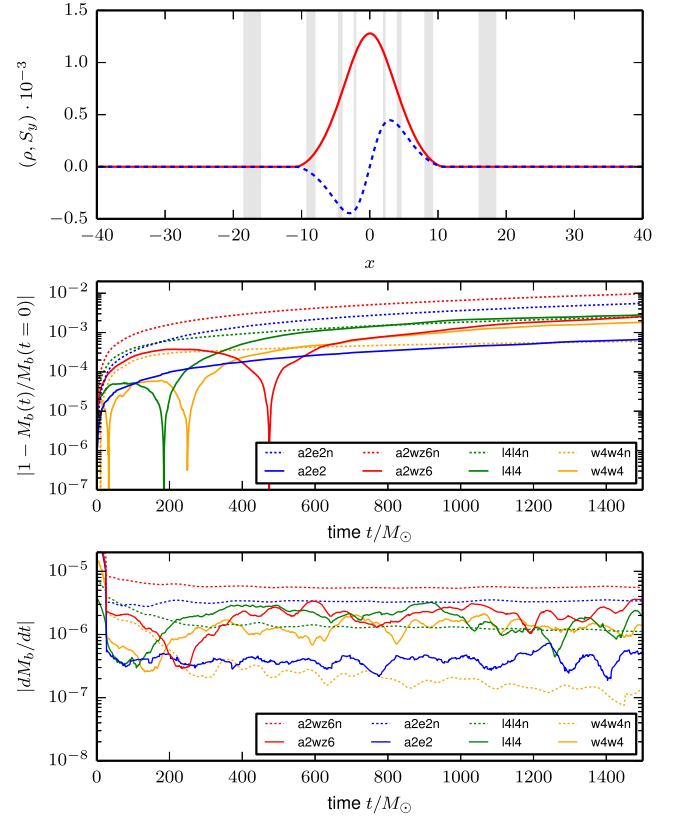 1.5
1.0
0.5
0.0
−0.5
(ρ, S_y) · 10^{−3}
−40 −30 −20 −10 0 10 20 30 40
x
10^{−2}
10^{−3}
10^{−4}
10^{−5}
10^{−6}
10^{−7}
|1 − M_b(t)/M_b(t = 0)|
a2e2n a2wz6n l4l4n w4w4n
a2e2 a2wz6 l4l4 w4w4
0 200 400 600 800 1000 1200 1400
time t/M_⊙
10^{−5}
10^{−6}
10^{−7}
10^{−8}
|dM_b/dt|
a2wz6n a2e2n l4l4n w4w4n
a2wz6 a2e2 l4l4 w4w4
0 200 400 600 800 1000 1200 1400
time t/M_⊙